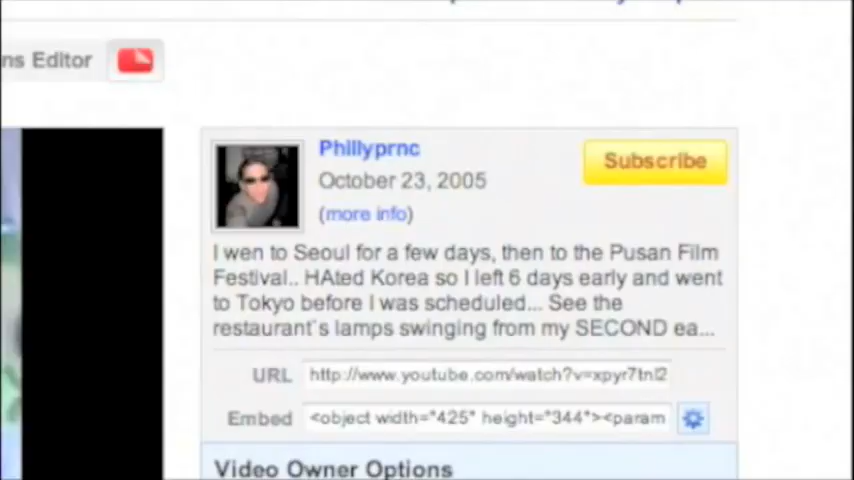 ns Editor
Phillyprnc
October 23, 2005
(more info)
Subscribe
I wen to Seoul for a few days, then to the Pusan Film
Festival.. HAted Korea so I left 6 days early and went
to Tokyo before I was scheduled... See the
restaurant's lamps swinging from my SECOND ea...
URL http://www.youtube.com/watch?v=xpyr7tnl2
Embed <object width="425" height="344"><param
Video Owner Options